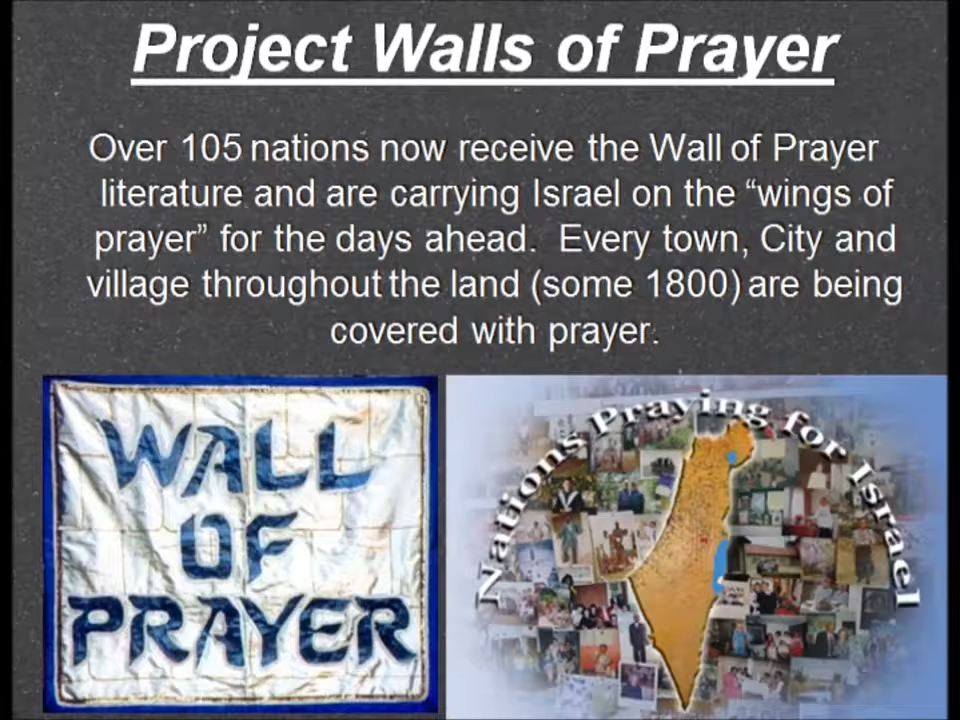 Project Walls of Prayer
Over 105 nations now receive the Wall of Prayer
literature and are carrying Israel on the “wings of
prayer” for the days ahead.  Every town, City and
village throughout the land (some 1800) are being
covered with prayer.
WALL
OF
PRAYER
Nations Praying for Israel